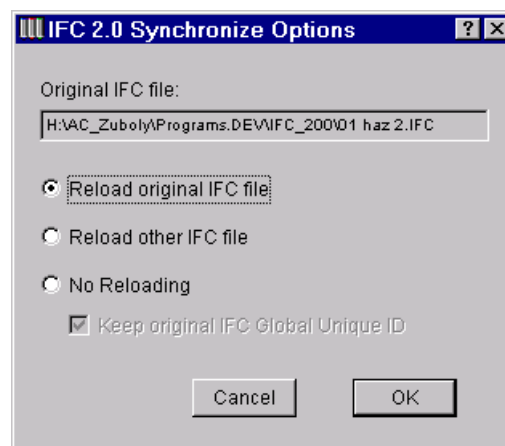 IFC 2.0 Synchronize Options
Original IFC file:
H:\AC_Zuboly\Programs.DEV\IFC_200\01 haz 2.IFC
Reload original IFC file
Reload other IFC file
No Reloading
Keep original IFC Global Unique ID
Cancel OK